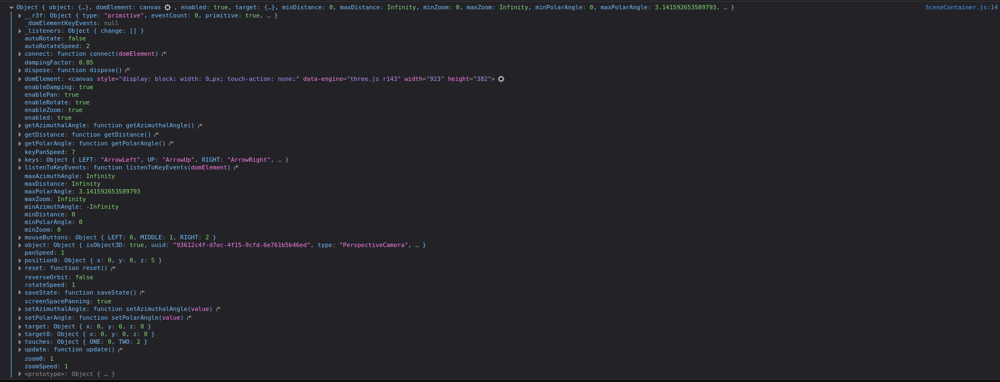 Object { object: {…}, domElement: canvas , enabled: true, target: {…}, minDistance: 0, maxDistance: Infinity, minZoom: 0, maxZoom: Infinity, minPolarAngle: 0, maxPolarAngle: 3.141592653589793, … } SceneContainer.js:14
__r3f: Object { type: "primitive", eventCount: 0, primitive: true, … }
_domElementKeyEvents: null
_listeners: Object { change: [] }
autoRotate: false
autoRotateSpeed: 2
connect: function connect(domElement)
dampingFactor: 0.05
dispose: function dispose()
domElement: <canvas style="display: block; width: 9…px; touch-action: none;" data-engine="three.js r143" width="923" height="382">
enableDamping: true
enablePan: true
enableRotate: true
enableZoom: true
enabled: true
getAzimuthalAngle: function getAzimuthalAngle()
getDistance: function getDistance()
getPolarAngle: function getPolarAngle()
keyPanSpeed: 7
keys: Object { LEFT: "ArrowLeft", UP: "ArrowUp", RIGHT: "ArrowRight", … }
listenToKeyEvents: function listenToKeyEvents(domElement)
maxAzimuthAngle: Infinity
maxDistance: Infinity
maxPolarAngle: 3.141592653589793
maxZoom: Infinity
minAzimuthAngle: -Infinity
minDistance: 0
minPolarAngle: 0
minZoom: 0
mouseButtons: Object { LEFT: 0, MIDDLE: 1, RIGHT: 2 }
object: Object { isObject3D: true, uuid: "93612c4f-d7ec-4f15-9cfd-6e761b5b46ed", type: "PerspectiveCamera", … }
panSpeed: 1
position0: Object { x: 0, y: 0, z: 5 }
reset: function reset()
reverseOrbit: false
rotateSpeed: 1
saveState: function saveState()
screenSpacePanning: true
setAzimuthalAngle: function setAzimuthalAngle(value)
setPolarAngle: function setPolarAngle(value)
target: Object { x: 0, y: 0, z: 0 }
target0: Object { x: 0, y: 0, z: 0 }
touches: Object { ONE: 0, TWO: 2 }
update: function update()
zoom0: 1
zoomSpeed: 1
<prototype>: Object { … }